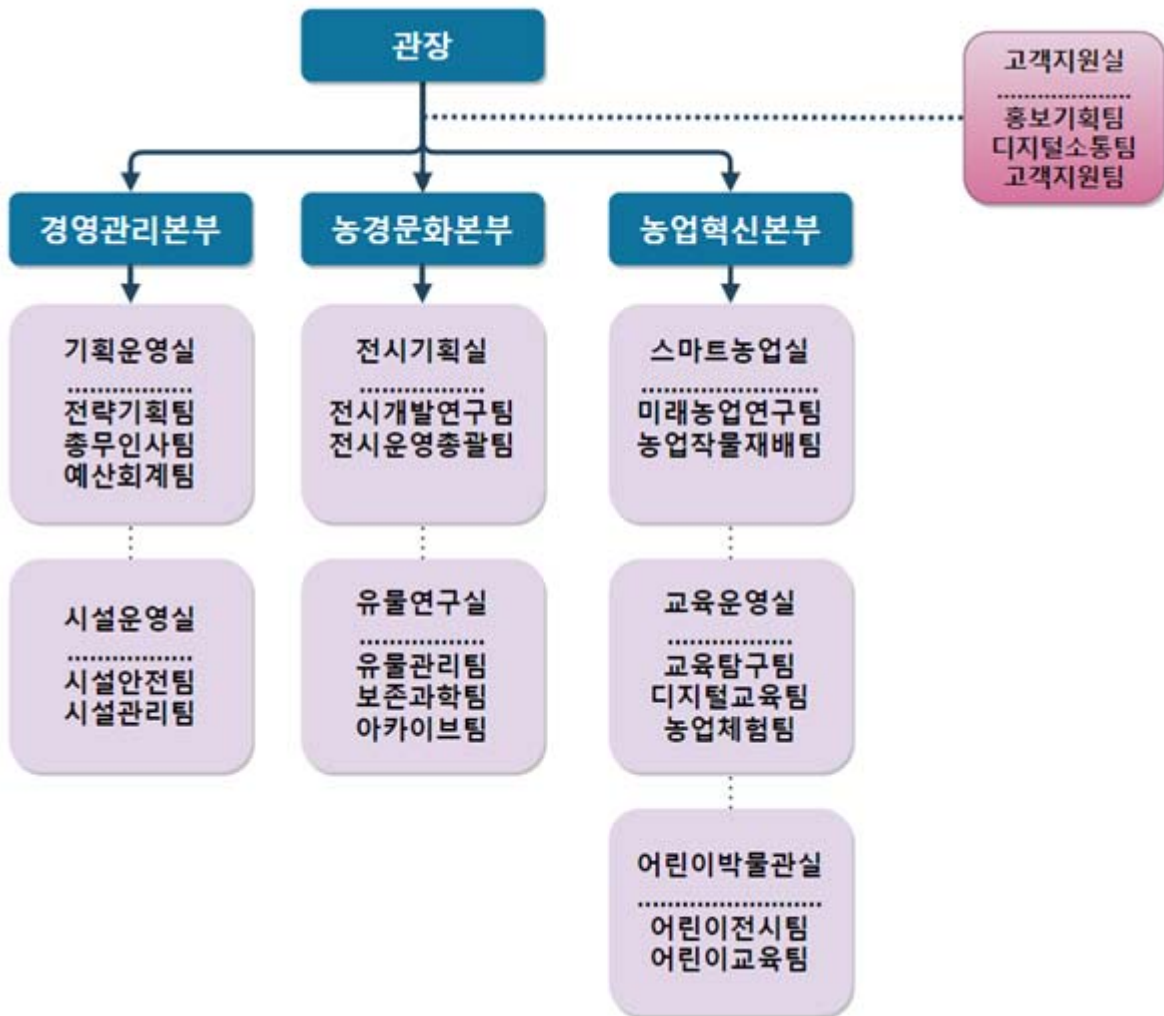 관장
고객지원실
홍보기획팀
디지털소통팀
고객지원팀
경영관리본부
농경문화본부
농업혁신본부
기획운영실
전략기획팀
총무인사팀
예산회계팀
전시기획실
전시개발연구팀
전시운영총괄팀
스마트농업실
미래농업연구팀
농업작물재배팀
시설운영실
시설안전팀
시설관리팀
유물연구실
유물관리팀
보존과학팀
아카이브팀
교육운영실
교육탐구팀
디지털교육팀
농업체험팀
어린이박물관실
어린이전시팀
어린이교육팀